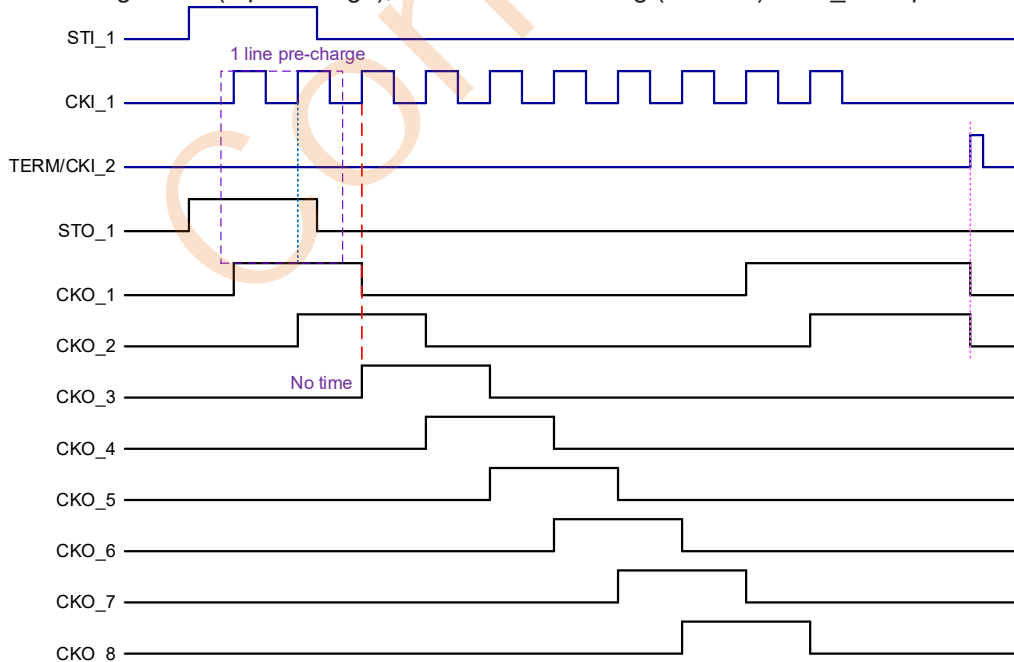 STI_1
1 line pre-charge
CKI_1
TERM/CKI_2
STO_1
CKO_1
CKO_2
No time
CKO_3
CKO_4
CKO_5
CKO_6
CKO_7
CKO_8